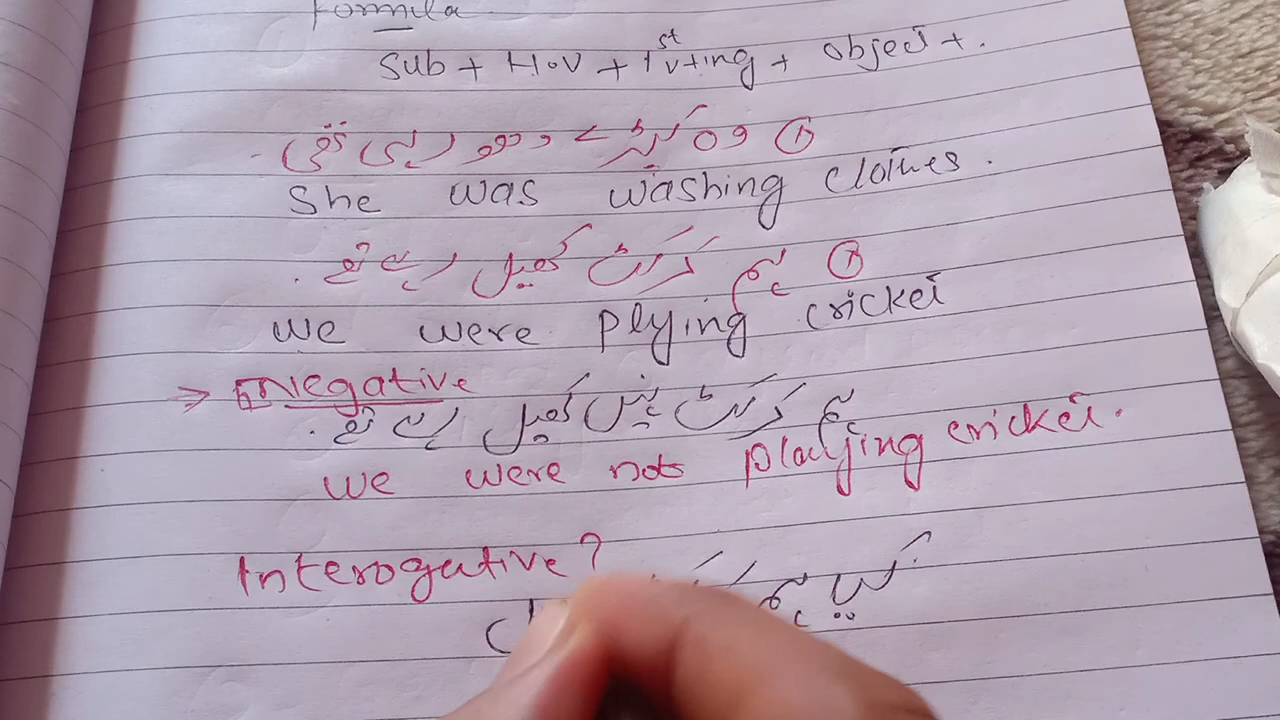 Formula
Sub + H.V + 1st v+ing + object + .
① وہ کپڑے دھو رہی تھی۔
She was washing clothes.
② ہم کرکٹ کھیل رہے تھے۔
we were plying cricket
→ Negative
ہم کرکٹ نہیں کھیل رہے تھے۔
we were not playing cricket.
Interogative?
کیا ہم